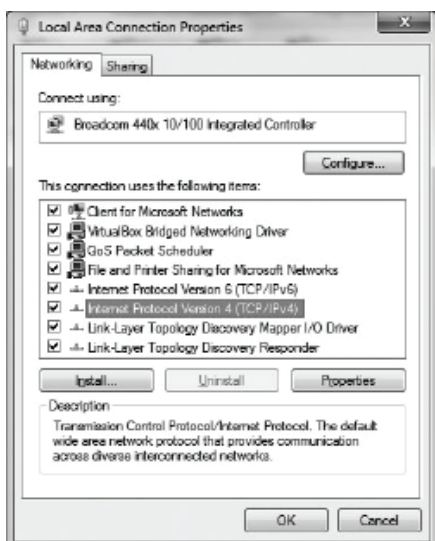 Local Area Connection Properties
x
Networking Sharing
Connect using:
Broadcom 440x 10/100 Integrated Controller
Configure...
This connection uses the following items:
Client for Microsoft Networks
VirtualBox Bridged Networking Driver
QoS Packet Scheduler
File and Printer Sharing for Microsoft Networks
Internet Protocol Version 6 (TCP/IPv6)
Internet Protocol Version 4 (TCP/IPv4)
Link-Layer Topology Discovery Mapper I/O Driver
Link-Layer Topology Discovery Responder
Install... Uninstall Properties
Description
Transmission Control Protocol/Internet Protocol. The default
wide area network protocol that provides communication
across diverse interconnected networks.
OK Cancel